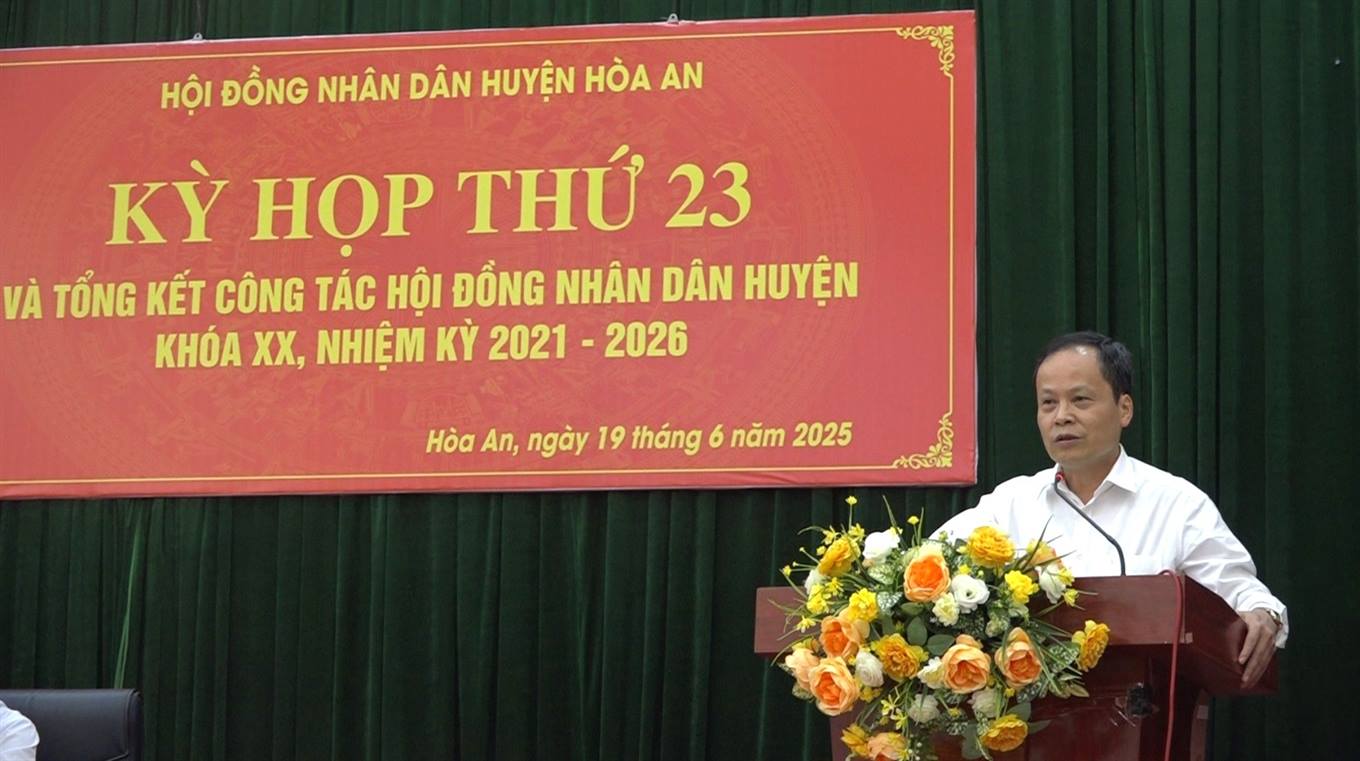 HỘI ĐỒNG NHÂN DÂN HUYỆN HÒA AN
KỲ HỌP THỨ 23
VÀ TỔNG KẾT CÔNG TÁC HỘI ĐỒNG NHÂN DÂN HUYỆN
KHÓA XX, NHIỆM KỲ 2021 - 2026
Hòa An, ngày 19 tháng 6 năm 2025